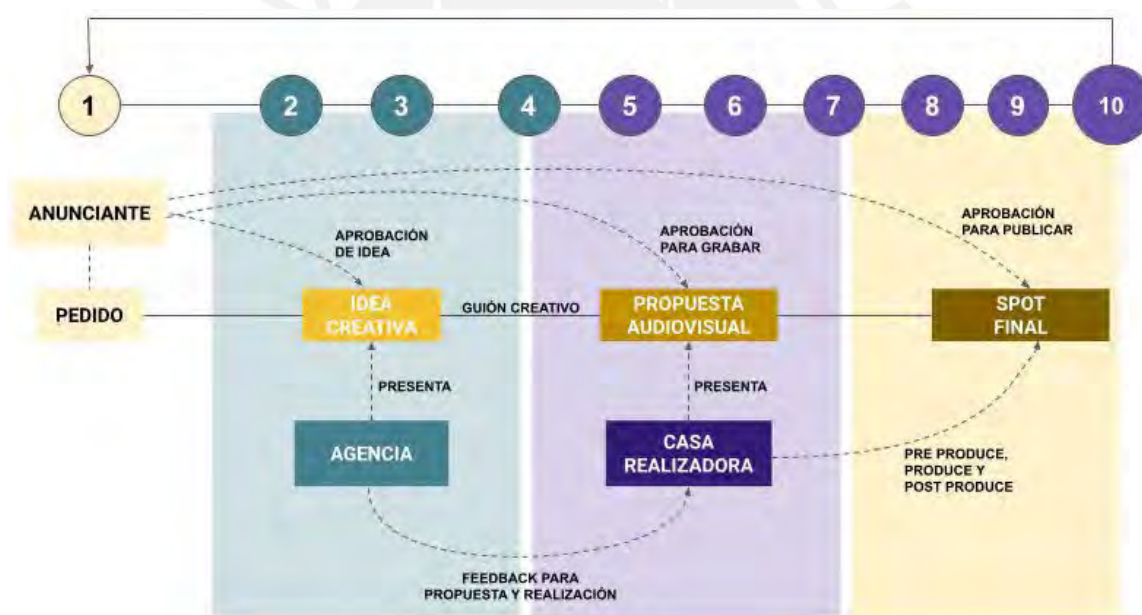 1
2
3
4
5
6
7
8
9
10
ANUNCIANTE
APROBACIÓN
DE IDEA
APROBACIÓN
PARA GRABAR
APROBACIÓN
PARA PUBLICAR
PEDIDO
IDEA
CREATIVA
GUIÓN CREATIVO
PROPUESTA
AUDIOVISUAL
SPOT
FINAL
PRESENTA
PRESENTA
AGENCIA
CASA
REALIZADORA
PRE PRODUCE,
PRODUCE Y
POST PRODUCE
FEEDBACK PARA
PROPUESTA Y REALIZACIÓN